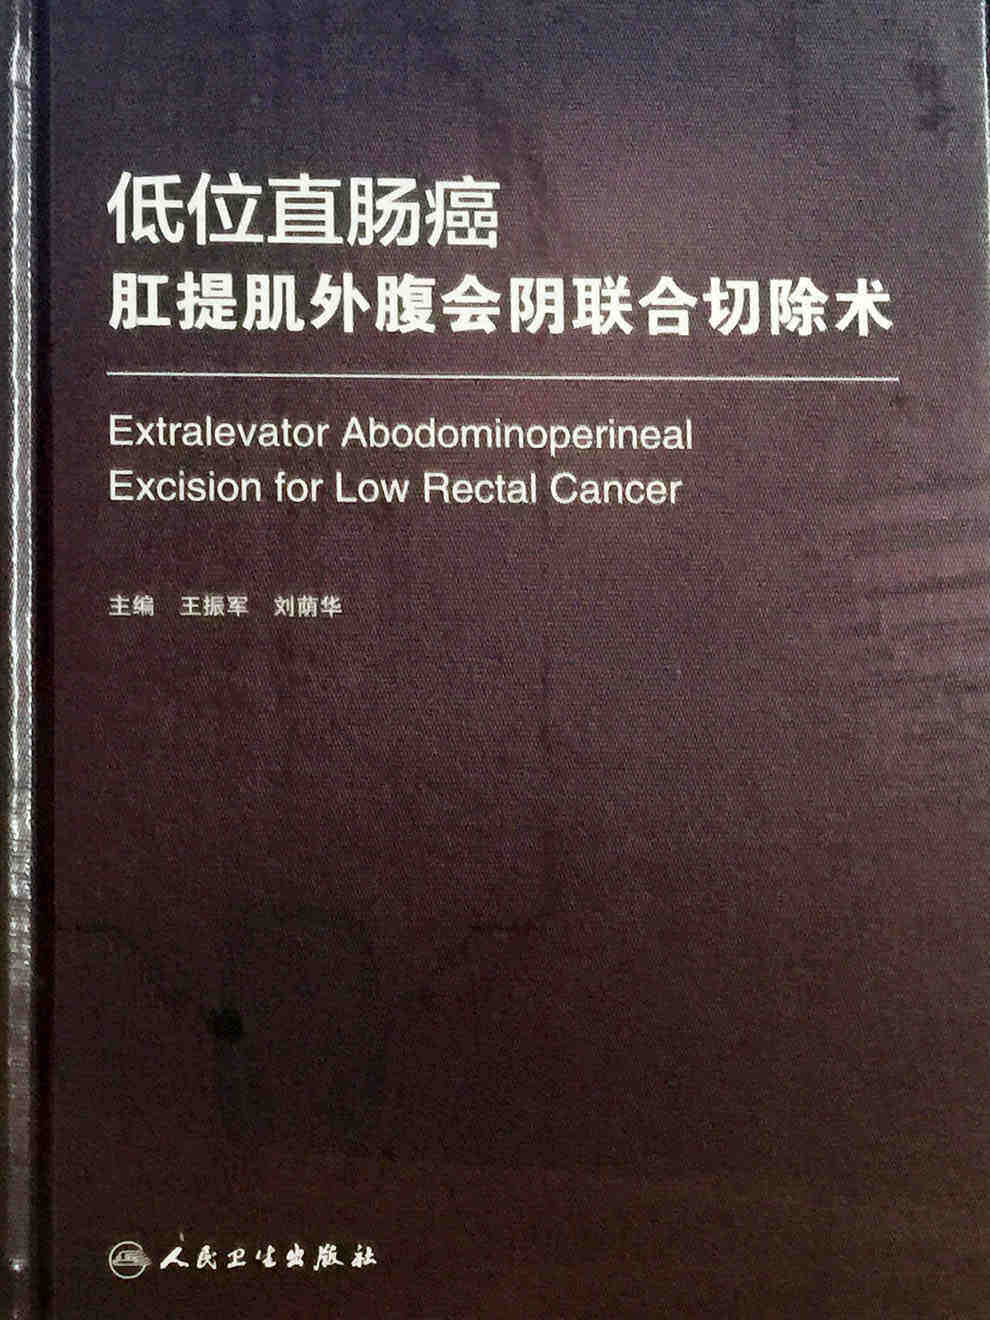 低位直肠癌
肛提肌外腹会阴联合切除术
Extralevator Abodominoperineal
Excision for Low Rectal Cancer
主编 王振军 刘荫华
人民卫生出版社